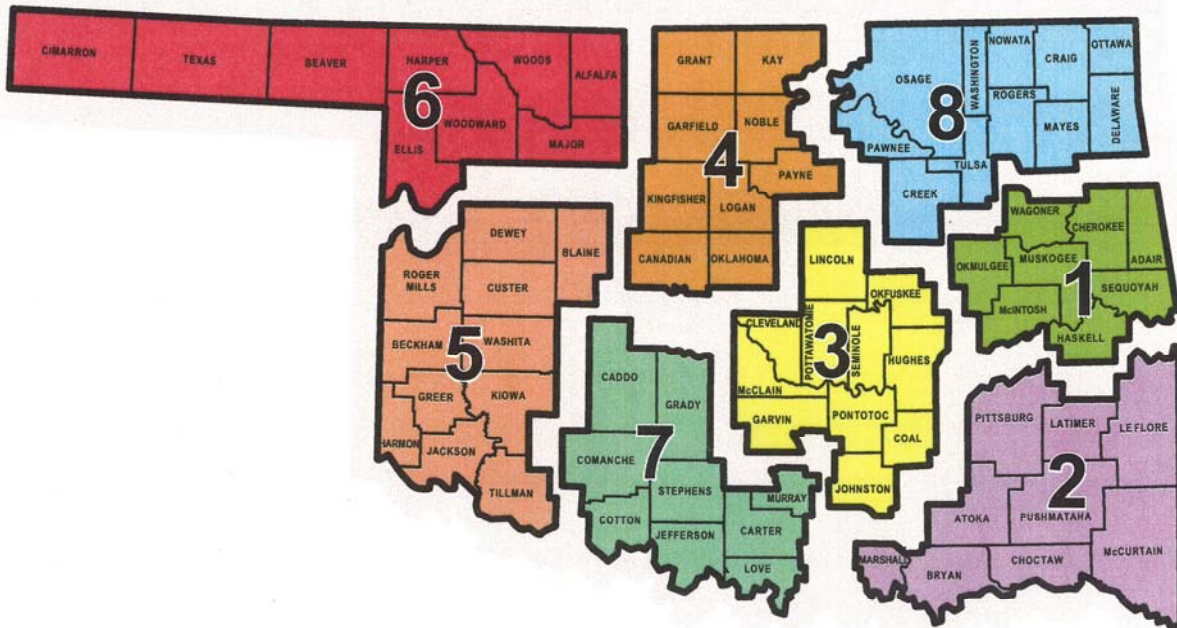 CIMARRON
TEXAS
BEAVER
HARPER
WOODS
ALFALFA
WOODWARD
ELLIS
MAJOR
6
GRANT
KAY
GARFIELD
NOBLE
PAYNE
KINGFISHER
LOGAN
CANADIAN
OKLAHOMA
4
OSAGE
WASHINGTON
NOWATA
CRAIG
OTTAWA
ROGERS
MAYES
DELAWARE
PAWNEE
TULSA
CREEK
8
WAGONER
CHEROKEE
ADAIR
OKMULGEE
MUSKOGEE
SEQUOYAH
McINTOSH
HASKELL
1
DEWEY
BLAINE
ROGER
MILLS
CUSTER
BECKHAM
WASHITA
GREER
KIOWA
HARMON
JACKSON
TILLMAN
5
LINCOLN
OKFUSKEE
CLEVELAND
POTTAWATOMIE
SEMINOLE
HUGHES
McCLAIN
GARVIN
PONTOTOC
COAL
JOHNSTON
3
CADDO
GRADY
COMANCHE
STEPHENS
MURRAY
COTTON
JEFFERSON
CARTER
LOVE
7
PITTSBURG
LATIMER
LEFLORE
ATOKA
PUSHMATAHA
McCURTAIN
MARSHALL
BRYAN
CHOCTAW
2